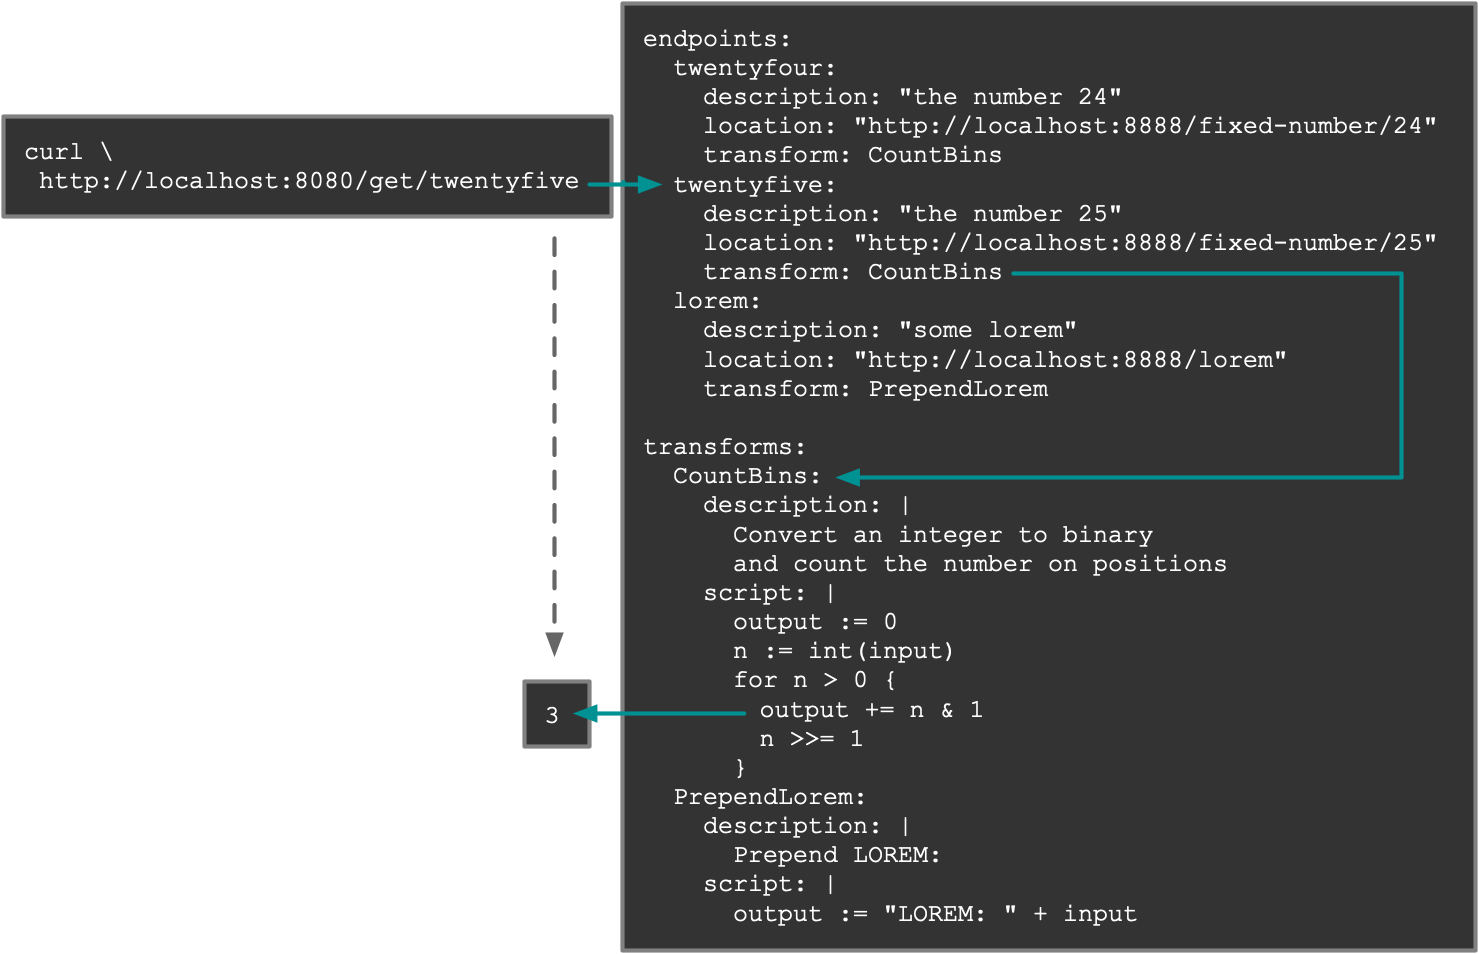 curl \
http://localhost:8080/get/twentyfive
3
endpoints:
twentyfour:
description: "the number 24"
location: "http://localhost:8888/fixed-number/24"
transform: CountBins
twentyfive:
description: "the number 25"
location: "http://localhost:8888/fixed-number/25"
transform: CountBins
lorem:
description: "some lorem"
location: "http://localhost:8888/lorem"
transform: PrependLorem
transforms:
CountBins:
description: |
Convert an integer to binary
and count the number on positions
script: |
output := 0
n := int(input)
for n > 0 {
output += n & 1
n >>= 1
}
PrependLorem:
description: |
Prepend LOREM:
script: |
output := "LOREM: " + input